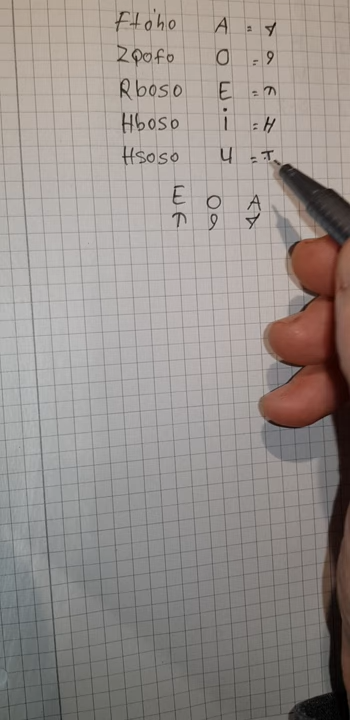 Ftoho A = ∀
Zpofo O = 9
Rboso E = π
Hboso i = H
Hsoso U = T
E O A
π 9 ∀